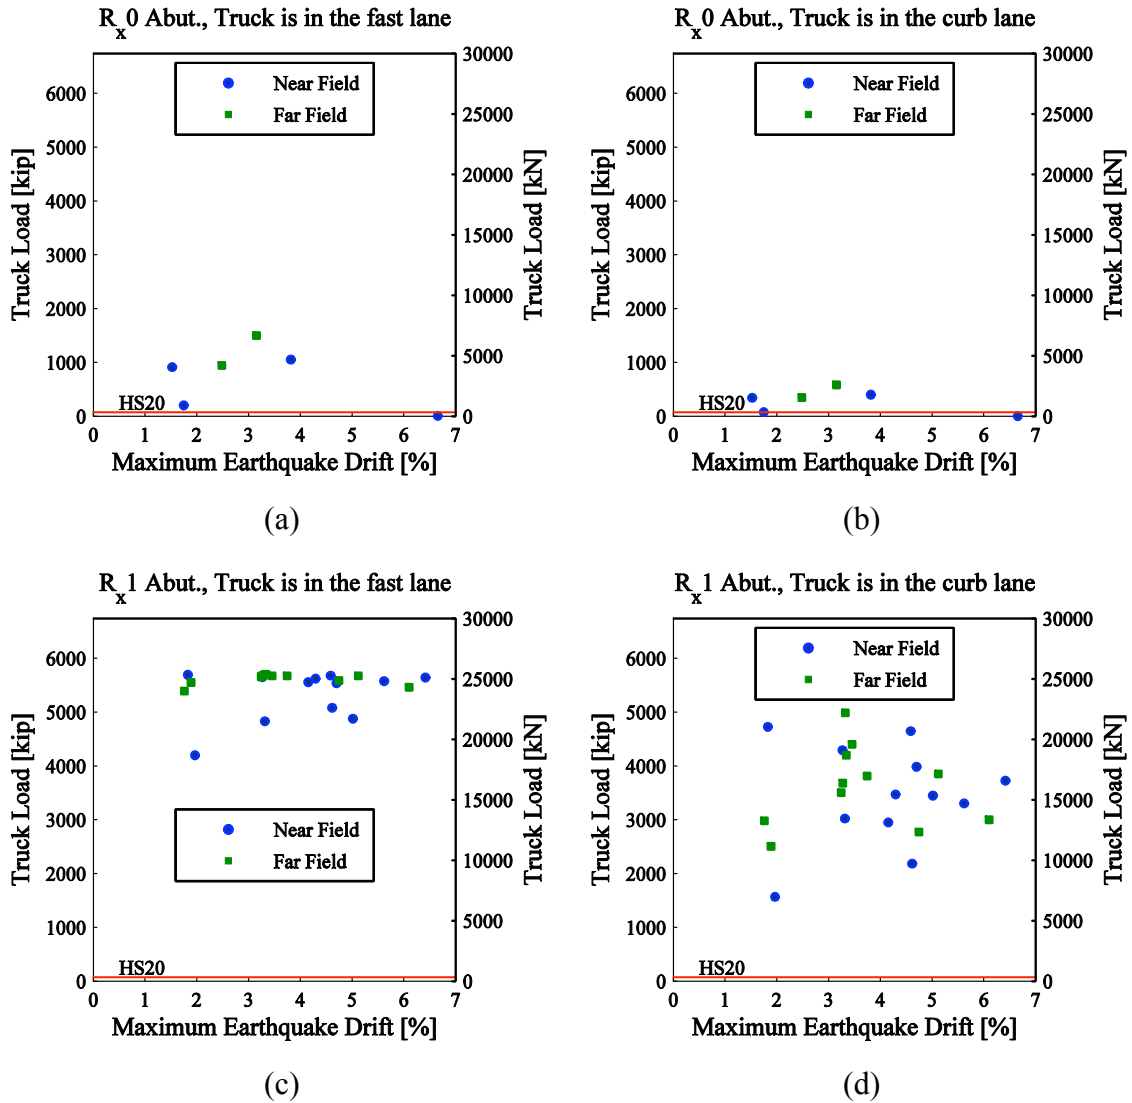 Rx0 Abut., Truck is in the fast lane
Near Field
Far Field
6000
5000
4000
3000
2000
1000
0
30000
25000
20000
15000
10000
5000
0
Truck Load [kip]
Truck Load [kN]
HS20
0 1 2 3 4 5 6 7
Maximum Earthquake Drift [%]
(a)
Rx0 Abut., Truck is in the curb lane
Near Field
Far Field
6000
5000
4000
3000
2000
1000
0
30000
25000
20000
15000
10000
5000
0
Truck Load [kip]
Truck Load [kN]
HS20
0 1 2 3 4 5 6 7
Maximum Earthquake Drift [%]
(b)
Rx1 Abut., Truck is in the fast lane
6000
5000
4000
3000
2000
1000
0
30000
25000
20000
15000
10000
5000
0
Truck Load [kip]
Truck Load [kN]
Near Field
Far Field
HS20
0 1 2 3 4 5 6 7
Maximum Earthquake Drift [%]
(c)
Rx1 Abut., Truck is in the curb lane
Near Field
Far Field
6000
5000
4000
3000
2000
1000
0
30000
25000
20000
15000
10000
5000
0
Truck Load [kip]
Truck Load [kN]
HS20
0 1 2 3 4 5 6 7
Maximum Earthquake Drift [%]
(d)